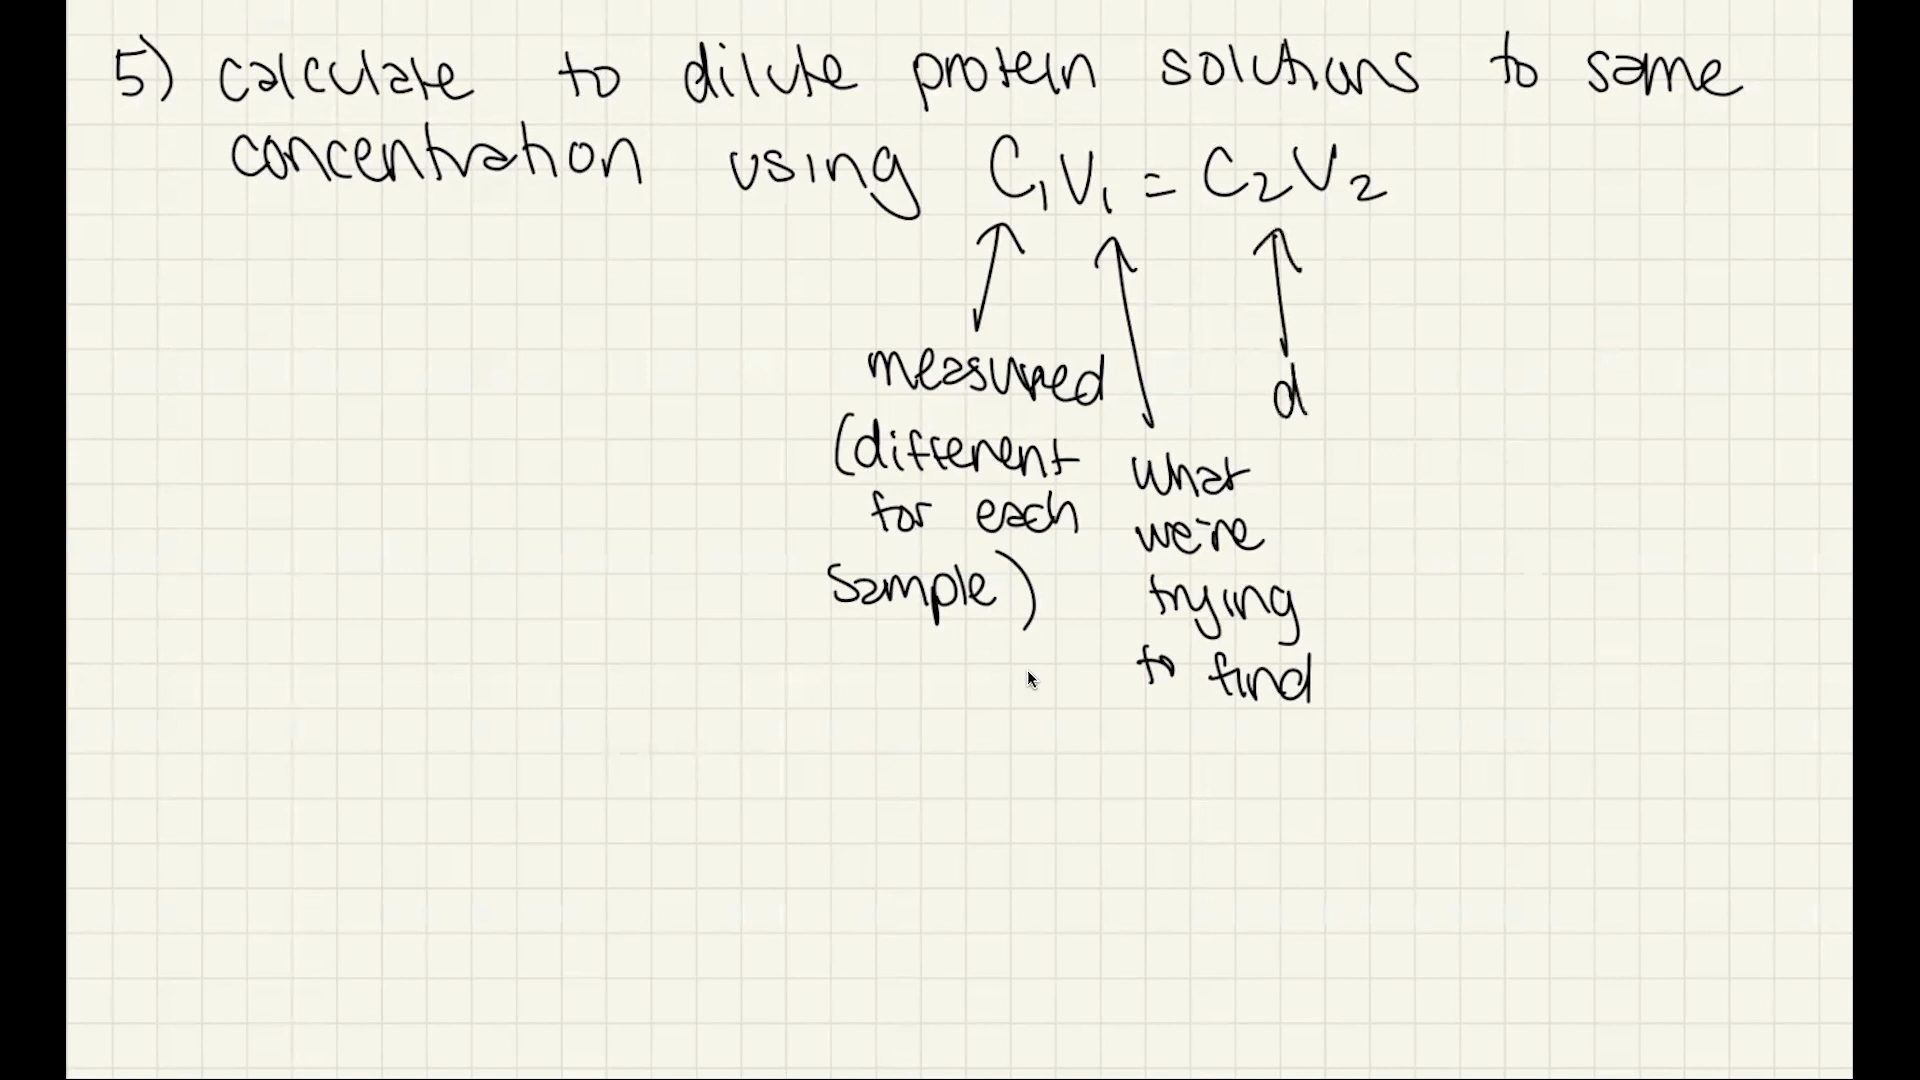 5) calculate to dilute protein solutions to same
concentration using C₁V₁ = C₂V₂
measured
(different
for each
sample)
what
we're
trying
to find
d